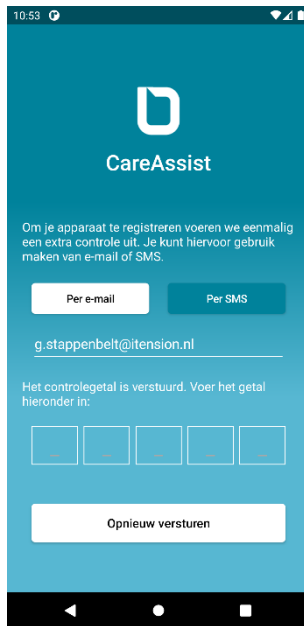 10:53
CareAssist
Om je apparaat te registreren voeren we eenmalig
een extra controle uit. Je kunt hiervoor gebruik
maken van e-mail of SMS.
Per e-mail
Per SMS
g.stappenbelt@itension.nl
Het controlegetal is verstuurd. Voer het getal
hieronder in:
Opnieuw versturen